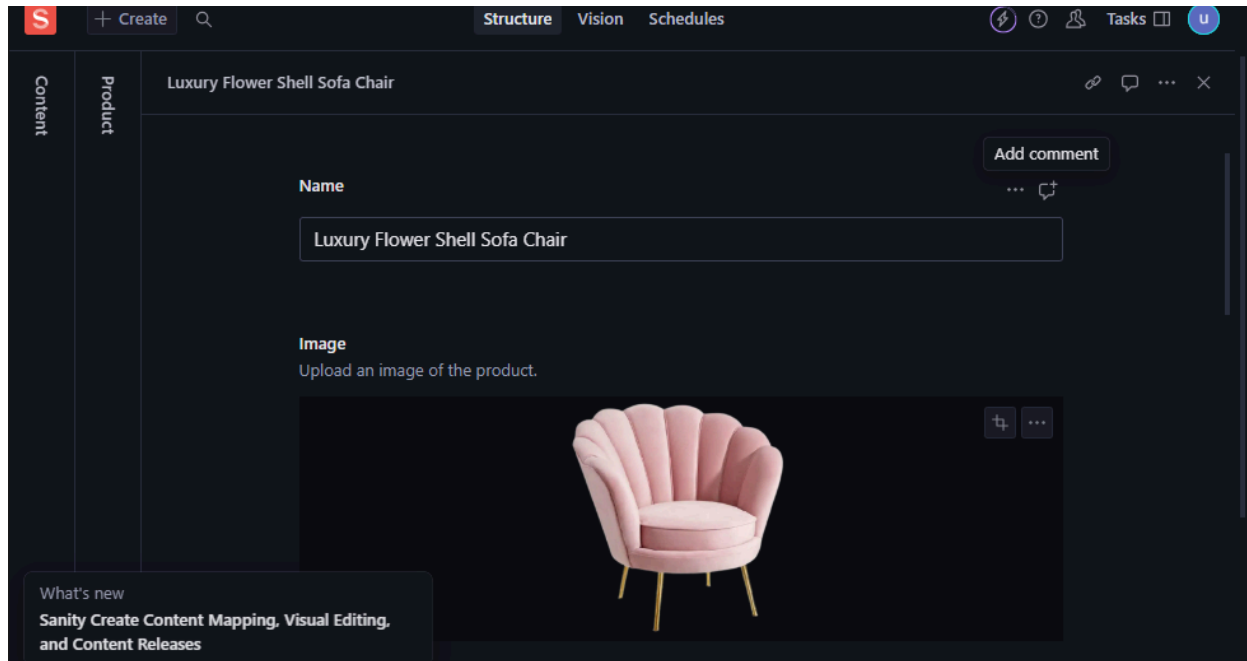 S
+ Create
Structure
Vision
Schedules
Tasks
u
Content
Product
Luxury Flower Shell Sofa Chair
Add comment
Name
Luxury Flower Shell Sofa Chair
Image
Upload an image of the product.
What's new
Sanity Create Content Mapping, Visual Editing,
and Content Releases